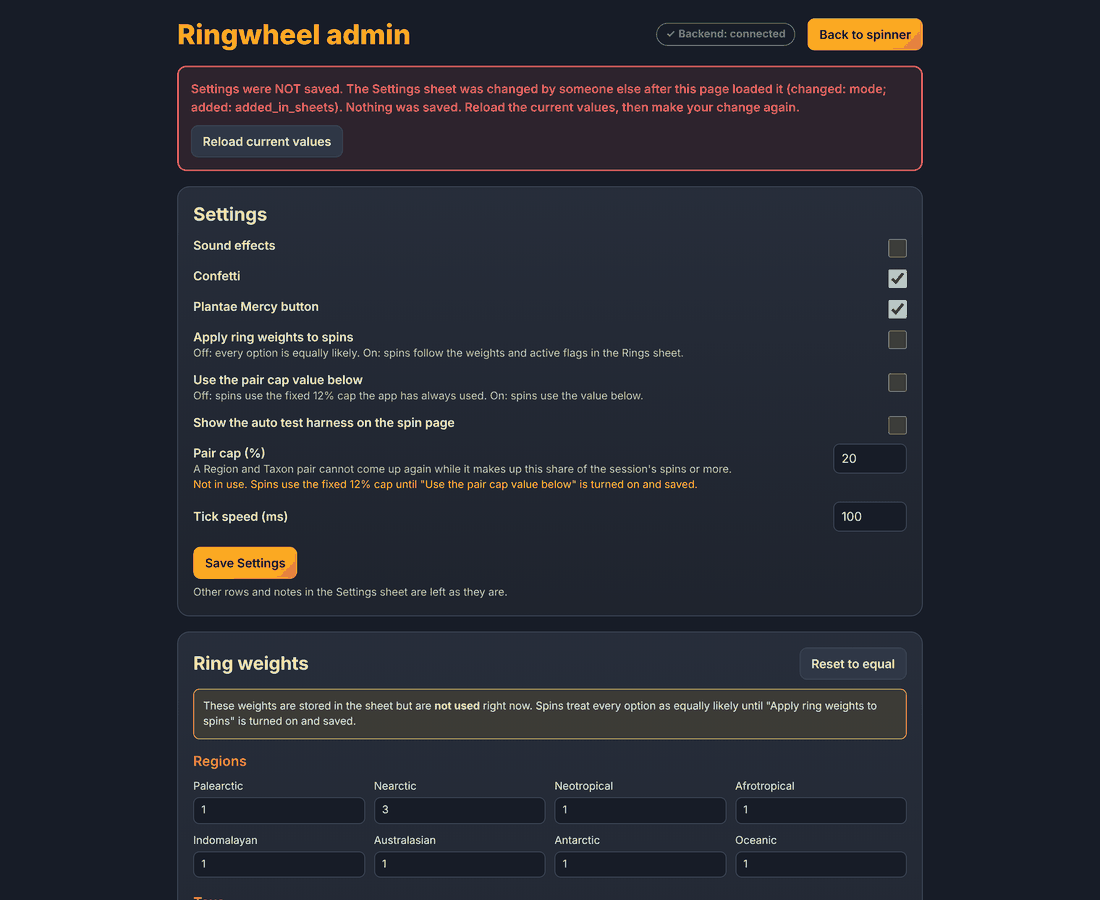 Ringwheel admin
✓ Backend: connected
Back to spinner
Settings were NOT saved. The Settings sheet was changed by someone else after this page loaded it (changed: mode;
added: added_in_sheets). Nothing was saved. Reload the current values, then make your change again.
Reload current values
Settings
Sound effects
Confetti
Plantae Mercy button
Apply ring weights to spins
Off: every option is equally likely. On: spins follow the weights and active flags in the Rings sheet.
Use the pair cap value below
Off: spins use the fixed 12% cap the app has always used. On: spins use the value below.
Show the auto test harness on the spin page
Pair cap (%)
A Region and Taxon pair cannot come up again while it makes up this share of the session's spins or more.
Not in use. Spins use the fixed 12% cap until "Use the pair cap value below" is turned on and saved.
20
Tick speed (ms)
100
Save Settings
Other rows and notes in the Settings sheet are left as they are.
Ring weights
Reset to equal
These weights are stored in the sheet but are not used right now. Spins treat every option as equally likely until "Apply ring weights to
spins" is turned on and saved.
Regions
Palearctic Nearctic Neotropical Afrotropical
1 3 1 1
Indomalayan Australasian Antarctic Oceanic
1 1 1 1